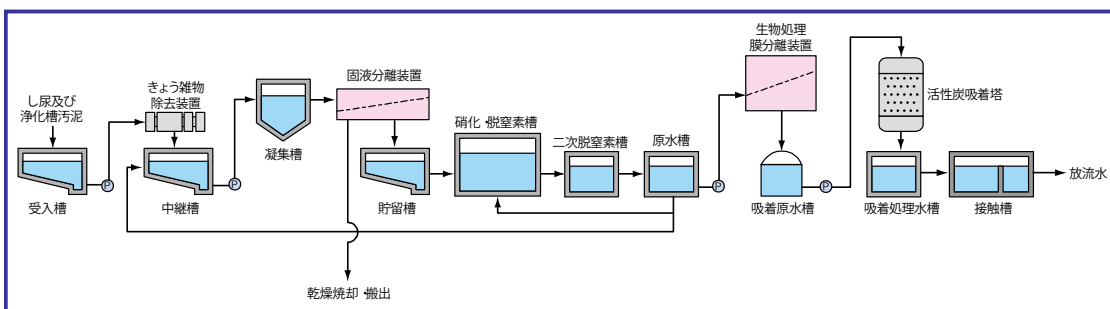 し尿及び
浄化槽汚泥
受入槽
P
きょう雑物
除去装置
中継槽
P
凝集槽
固液分離装置
乾燥焼却・搬出
貯留槽
硝化・脱窒素槽
二次脱窒素槽
原水槽
P
生物処理
膜分離装置
吸着原水槽
P
活性炭吸着塔
吸着処理水槽
接触槽
放流水